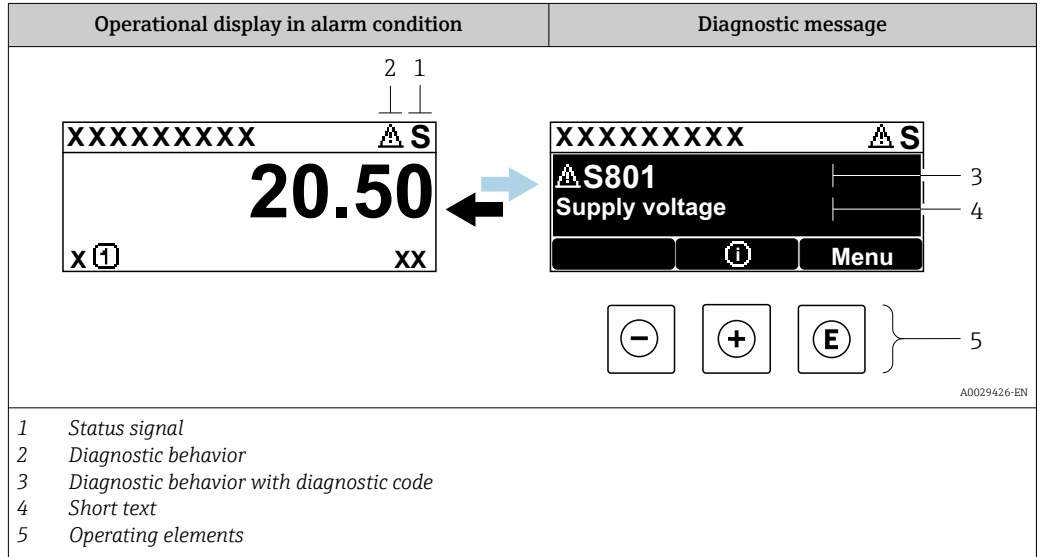 Operational display in alarm condition
Diagnostic message
2 1
XXXXXXXXX ⚠ S
20.50
X 1 XX
XXXXXXXXX ⚠ S
⚠S801
Supply voltage
i Menu
3
4
− + E
5
A0029426-EN
1 Status signal
2 Diagnostic behavior
3 Diagnostic behavior with diagnostic code
4 Short text
5 Operating elements